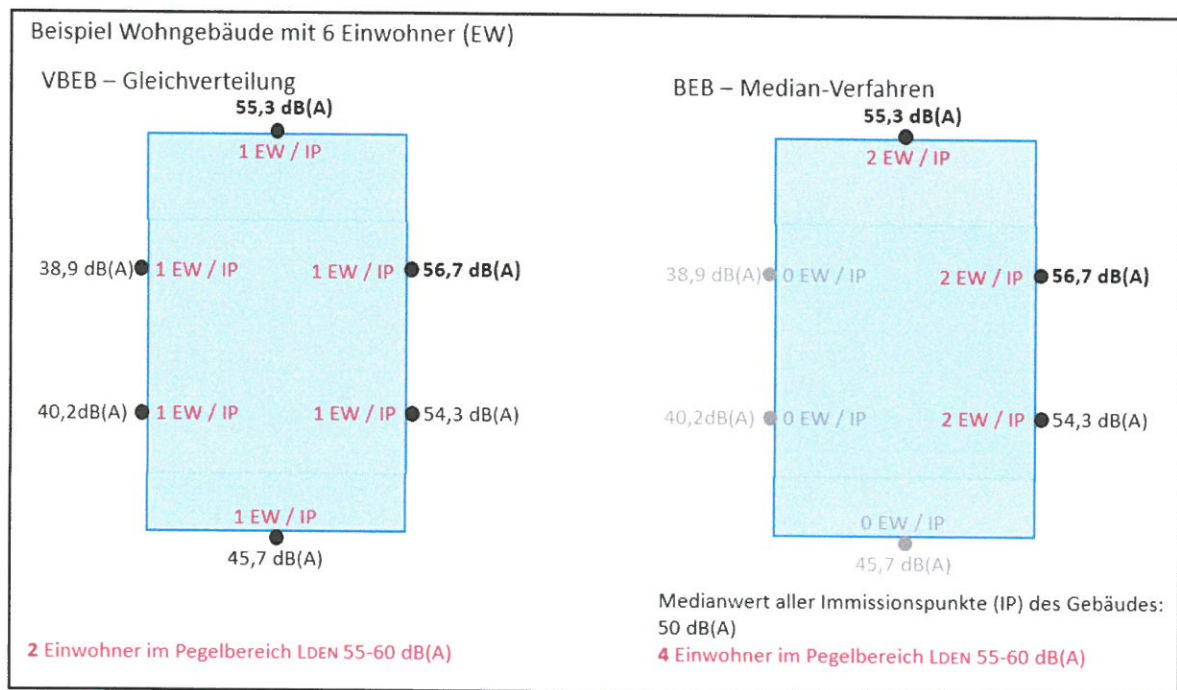 Beispiel Wohngebäude mit 6 Einwohner (EW)
VBEB – Gleichverteilung
55,3 dB(A)
1 EW / IP
38,9 dB(A)
1 EW / IP
1 EW / IP
56,7 dB(A)
40,2dB(A)
1 EW / IP
1 EW / IP
54,3 dB(A)
1 EW / IP
45,7 dB(A)
2 Einwohner im Pegelbereich LDEN 55-60 dB(A)
BEB – Median-Verfahren
55,3 dB(A)
2 EW / IP
38,9 dB(A)
0 EW / IP
2 EW / IP
56,7 dB(A)
40,2dB(A)
0 EW / IP
2 EW / IP
54,3 dB(A)
0 EW / IP
45,7 dB(A)
Medianwert aller Immissionspunkte (IP) des Gebäudes:
50 dB(A)
4 Einwohner im Pegelbereich LDEN 55-60 dB(A)